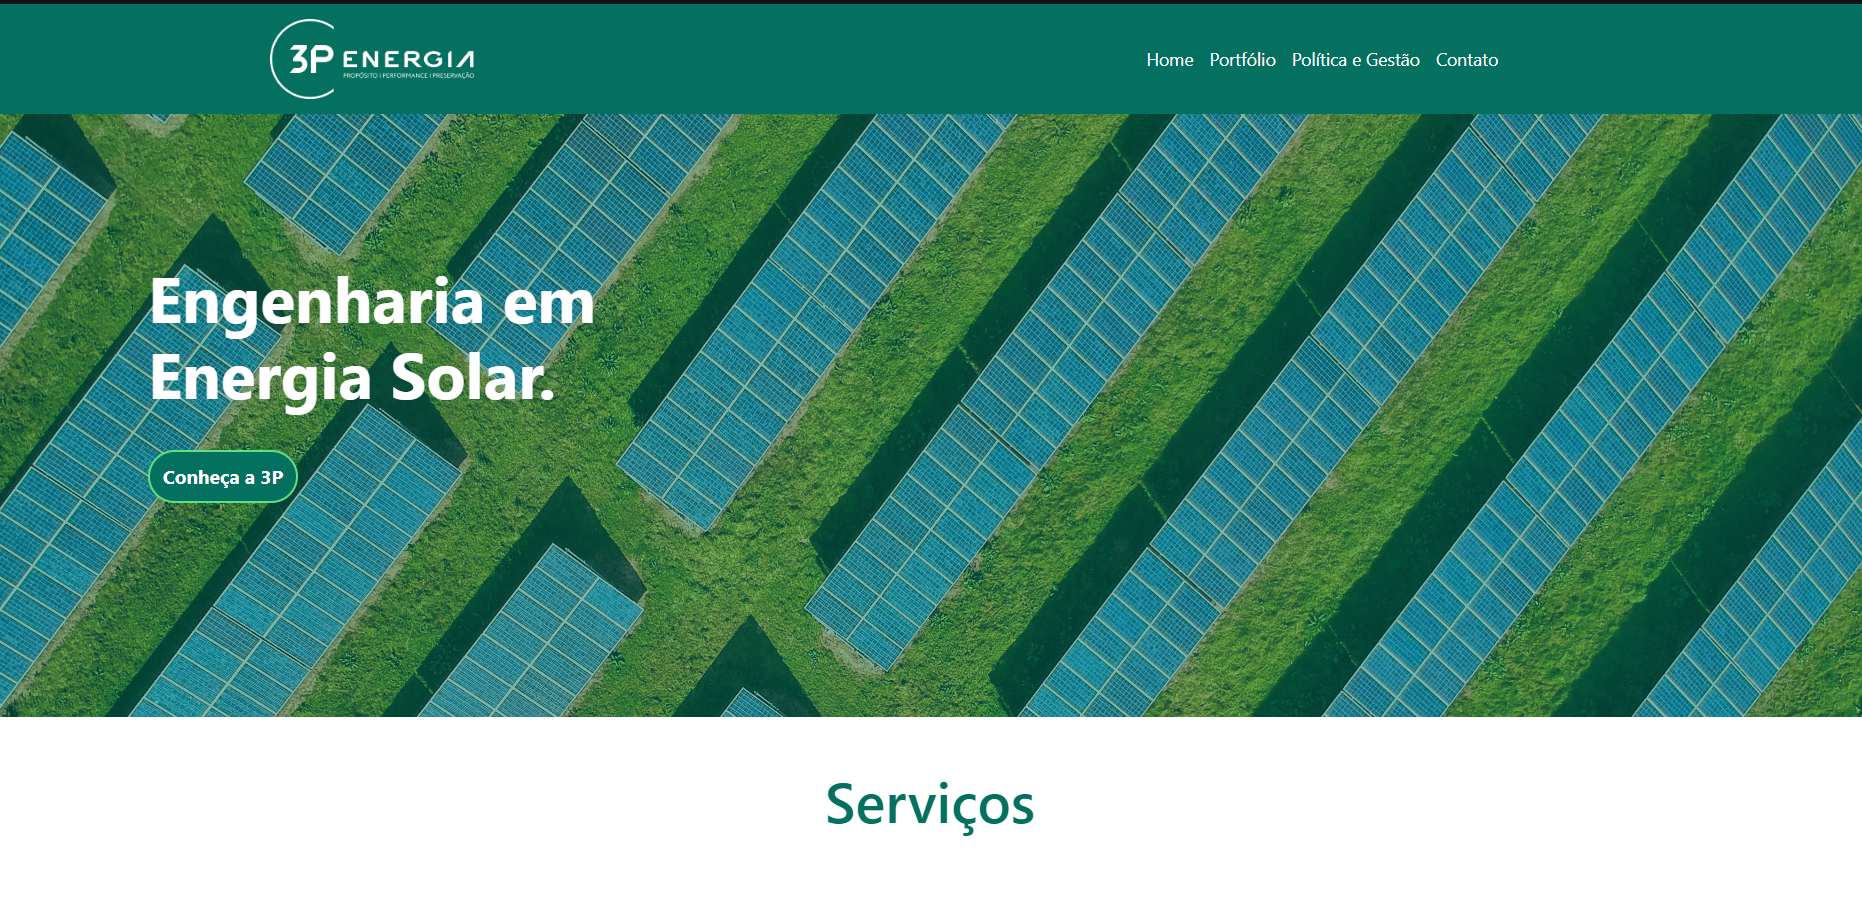 3P ENERGIA
PROPÓSITO | PERFORMANCE | PRESERVAÇÃO
Home Portfólio Política e Gestão Contato
Engenharia em
Energia Solar.
Conheça a 3P
Serviços